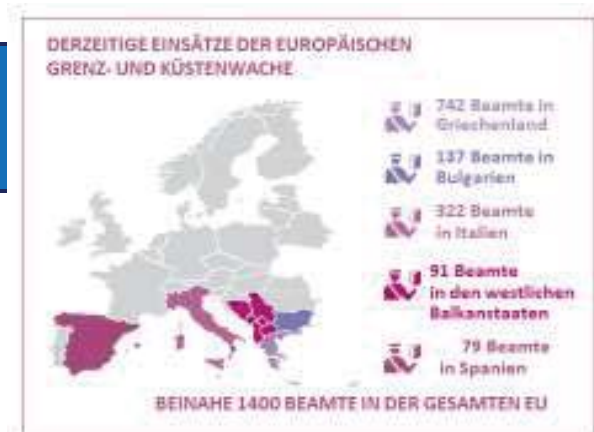 DERZEITIGE EINSÄTZE DER EUROPÄISCHEN
GRENZ- UND KÜSTENWACHE
742 Beamte in
Griechenland
137 Beamte in
Bulgarien
322 Beamte
in Italien
91 Beamte
in den westlichen
Balkanstaaten
79 Beamte
in Spanien
BEINAHE 1400 BEAMTE IN DER GESAMTEN EU